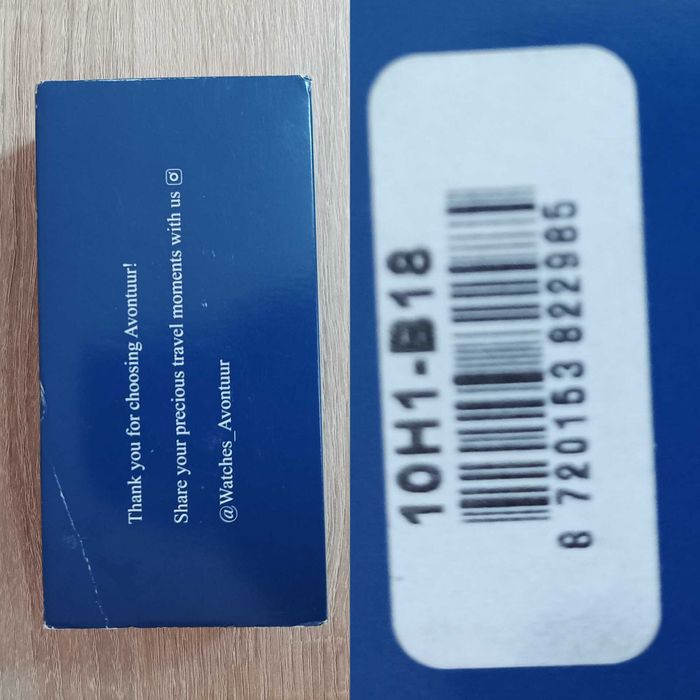 Thank you for choosing Avontuur!
Share your precious travel moments with us
@Watches_Avontuur
10H1-B18
8 720153 822985